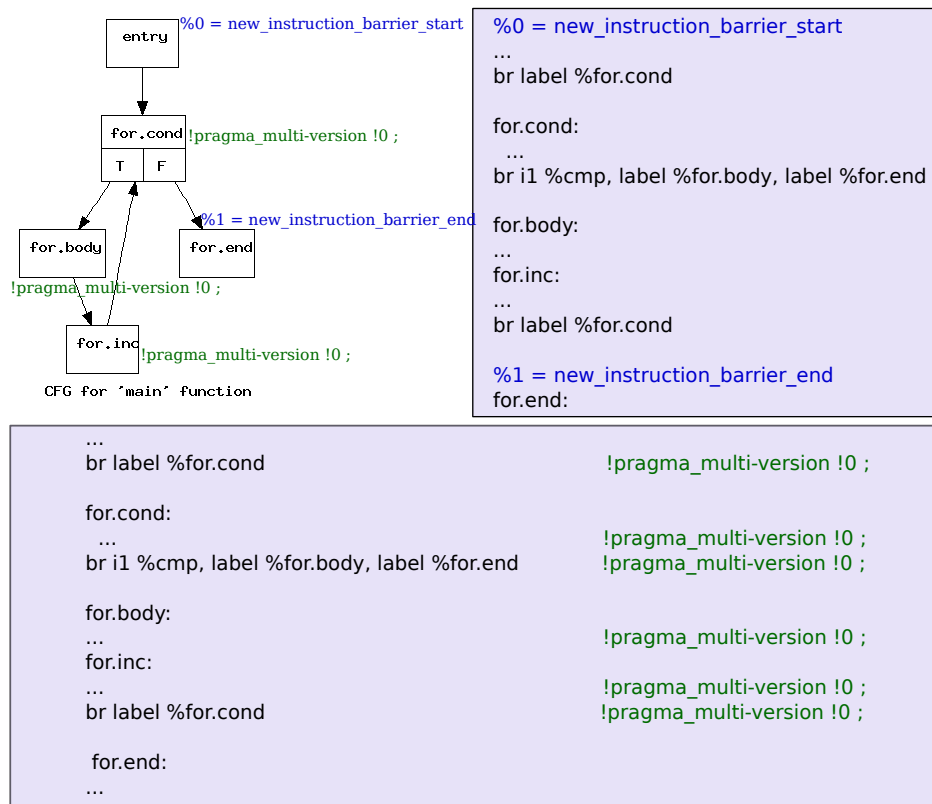 entry
%0 = new_instruction_barrier_start
for.cond
!pragma_multi-version !0 ;
T
F
%1 = new_instruction_barrier_end
for.body
for.end
!pragma_multi-version !0 ;
for.inc
!pragma_multi-version !0 ;
CFG for 'main' function
%0 = new_instruction_barrier_start
...
br label %for.cond
for.cond:
...
br i1 %cmp, label %for.body, label %for.end
for.body:
...
for.inc:
...
br label %for.cond
%1 = new_instruction_barrier_end
for.end:
...
br label %for.cond !pragma_multi-version !0 ;
for.cond:
... !pragma_multi-version !0 ;
br i1 %cmp, label %for.body, label %for.end !pragma_multi-version !0 ;
for.body:
... !pragma_multi-version !0 ;
for.inc:
... !pragma_multi-version !0 ;
br label %for.cond !pragma_multi-version !0 ;
for.end:
...